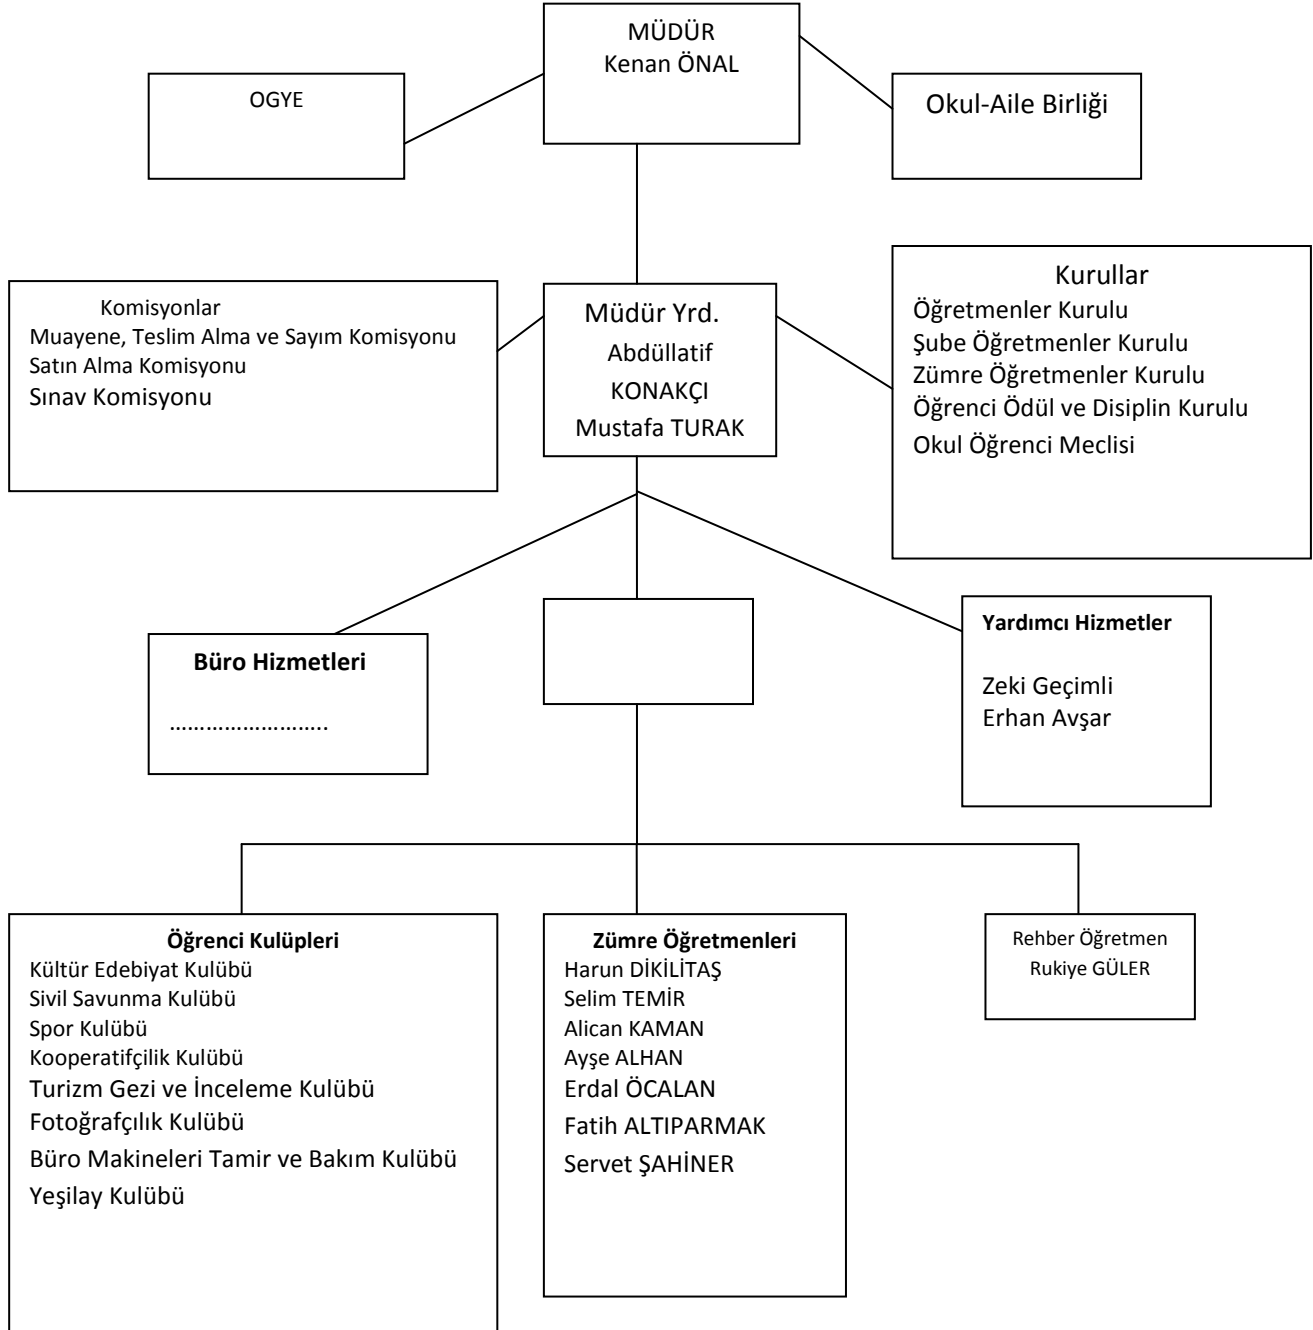 MÜDÜR
Kenan ÖNAL
OGYE
Okul-Aile Birliği
Komisyonlar
Muayene, Teslim Alma ve Sayım Komisyonu
Satın Alma Komisyonu
Sınav Komisyonu
Müdür Yrd.
Abdüllatif
KONAKÇI
Mustafa TURAK
Kurullar
Öğretmenler Kurulu
Şube Öğretmenler Kurulu
Zümre Öğretmenler Kurulu
Öğrenci Ödül ve Disiplin Kurulu
Okul Öğrenci Meclisi
Büro Hizmetleri
……………………..
Yardımcı Hizmetler
Zeki Geçimli
Erhan Avşar
Öğrenci Kulüpleri
Kültür Edebiyat Kulübü
Sivil Savunma Kulübü
Spor Kulübü
Kooperatifçilik Kulübü
Turizm Gezi ve İnceleme Kulübü
Fotoğrafçılık Kulübü
Büro Makineleri Tamir ve Bakım Kulübü
Yeşilay Kulübü
Zümre Öğretmenleri
Harun DİKİLİTAŞ
Selim TEMİR
Alican KAMAN
Ayşe ALHAN
Erdal ÖCALAN
Fatih ALTIPARMAK
Servet ŞAHİNER
Rehber Öğretmen
Rukiye GÜLER